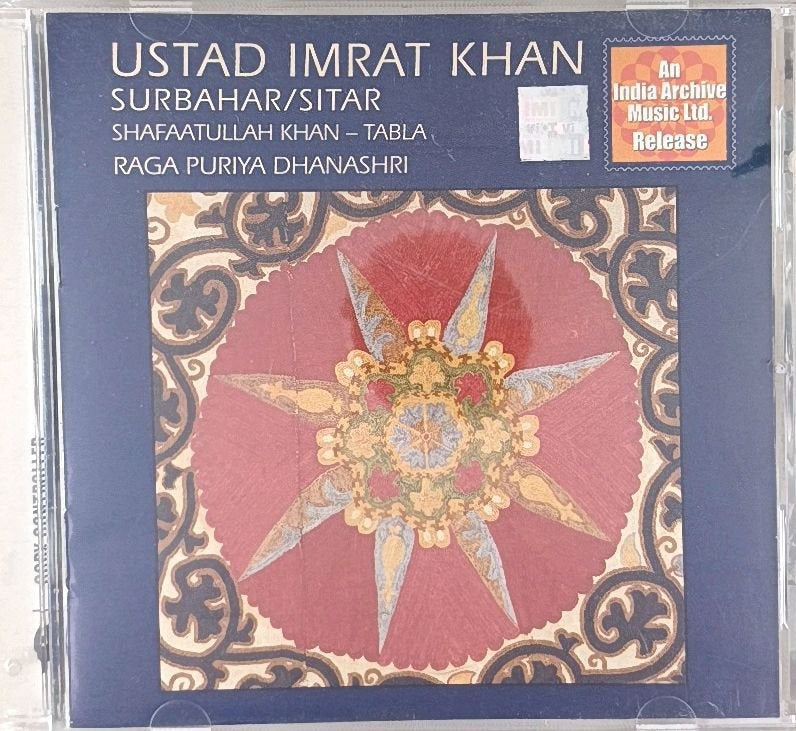 USTAD IMRAT KHAN
SURBAHAR/SITAR
SHAFAATULLAH KHAN – TABLA
RAGA PURIYA DHANASHRI
An
India Archive
Music Ltd.
Release